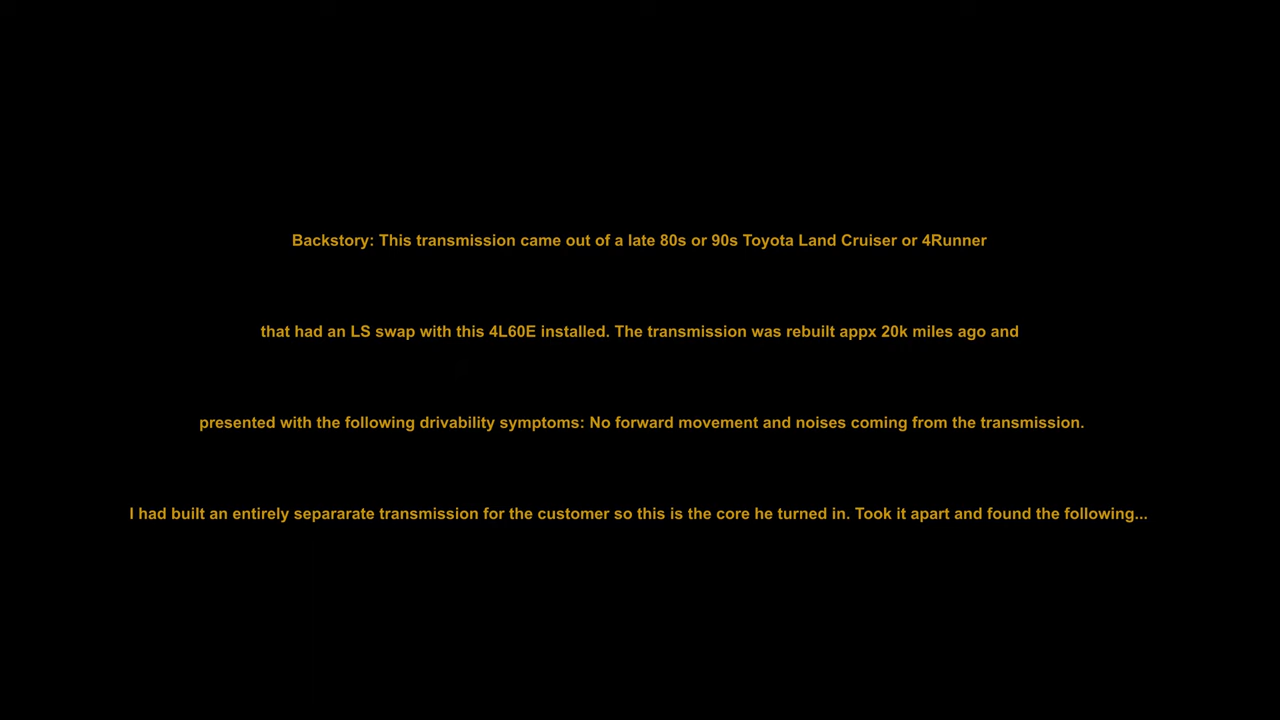 Backstory: This transmission came out of a late 80s or 90s Toyota Land Cruiser or 4Runner
that had an LS swap with this 4L60E installed. The transmission was rebuilt appx 20k miles ago and
presented with the following drivability symptoms: No forward movement and noises coming from the transmission.
I had built an entirely separarate transmission for the customer so this is the core he turned in. Took it apart and found the following...